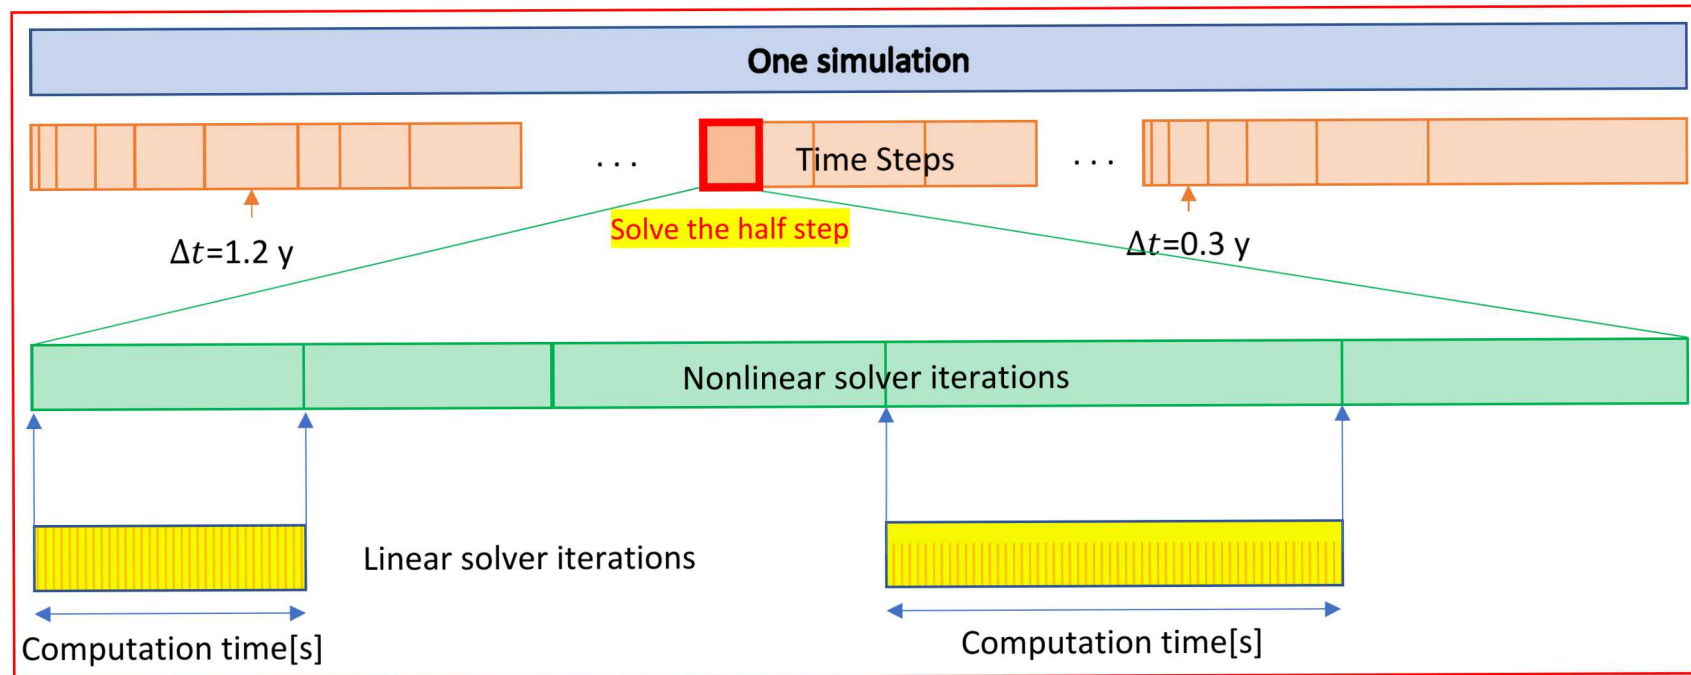 One simulation
. . .
Time Steps
. . .
Solve the half step
Δt=1.2 y
Δt=0.3 y
Nonlinear solver iterations
Linear solver iterations
Computation time[s]
Computation time[s]